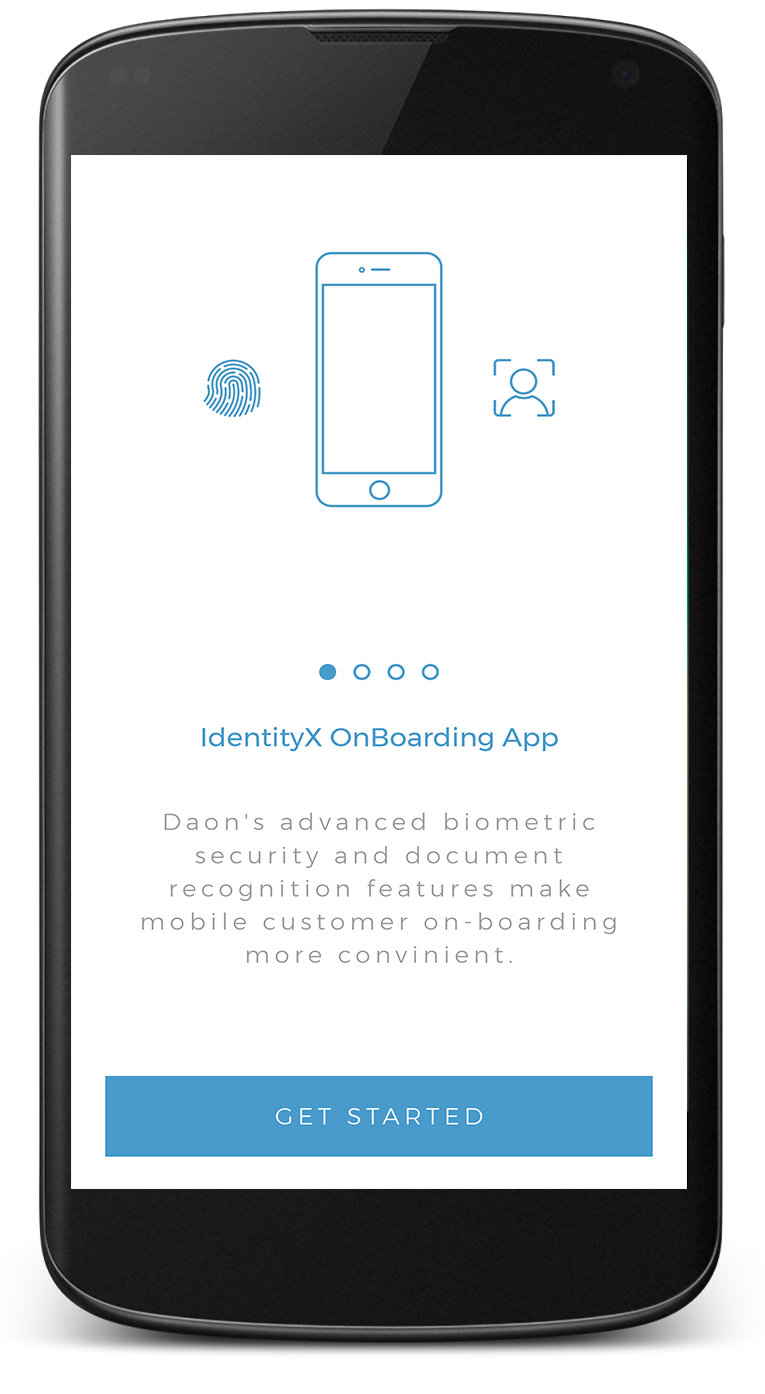 IdentityX OnBoarding App
Daon's advanced biometric
security and document
recognition features make
mobile customer on-boarding
more convinient.
GET STARTED